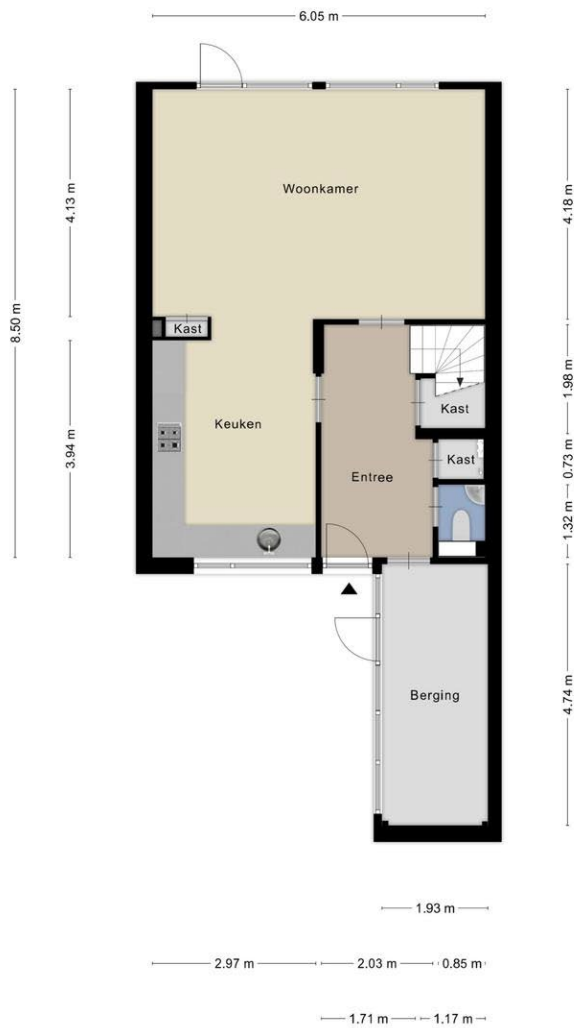 6.05 m
Woonkamer
4.13 m
4.18 m
8.50 m
Kast
Kast
Keuken
Kast
Entree
3.94 m
1.98 m
0.73 m
1.32 m
Berging
4.74 m
1.93 m
2.97 m
2.03 m
0.85 m
1.71 m
1.17 m